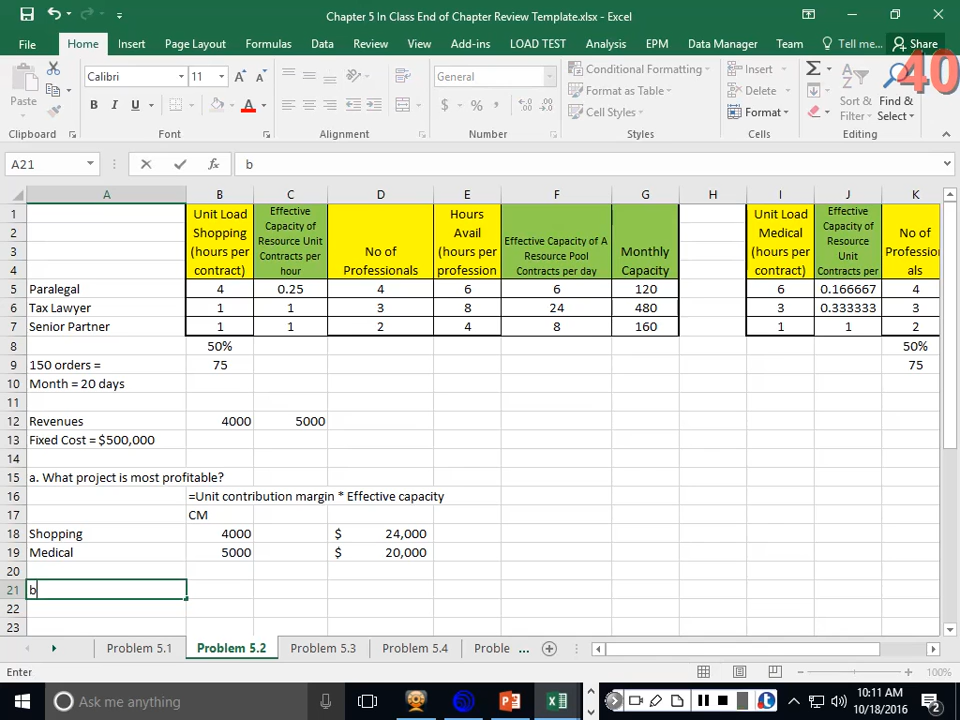 Chapter 5 In Class End of Chapter Review Template.xlsx - Excel
File Home Insert Page Layout Formulas Data Review View Add-ins LOAD TEST Analysis EPM Data Manager Team Tell me... Share
40
Paste
Calibri 11
General
Conditional Formatting
Format as Table
Cell Styles
Insert
Delete
Format
Sort & Filter
Find & Select
Clipboard Font Alignment Number Styles Cells Editing
A21 fx b
A B C D E F G H I J K
1 2 3 4
Unit Load Shopping (hours per contract)
Effective Capacity of Resource Unit Contracts per hour
No of Professionals
Hours Avail (hours per profession
Effective Capacity of A Resource Pool Contracts per day
Monthly Capacity
Unit Load Medical (hours per contract)
Effective Capacity of Resource Unit Contracts per
No of Professionals
5 Paralegal 4 0.25 4 6 6 120 6 0.166667 4
6 Tax Lawyer 1 1 3 8 24 480 3 0.333333 3
7 Senior Partner 1 1 2 4 8 160 1 1 2
8 50% 50%
9 150 orders = 75 75
10 Month = 20 days
11
12 Revenues 4000 5000
13 Fixed Cost = $500,000
14
15 a. What project is most profitable?
16 =Unit contribution margin * Effective capacity
17 CM
18 Shopping 4000 $ 24,000
19 Medical 5000 $ 20,000
20
21 b
22
23
Problem 5.1 Problem 5.2 Problem 5.3 Problem 5.4 Proble ...
Enter 100%
Ask me anything
10:11 AM
10/18/2016
2